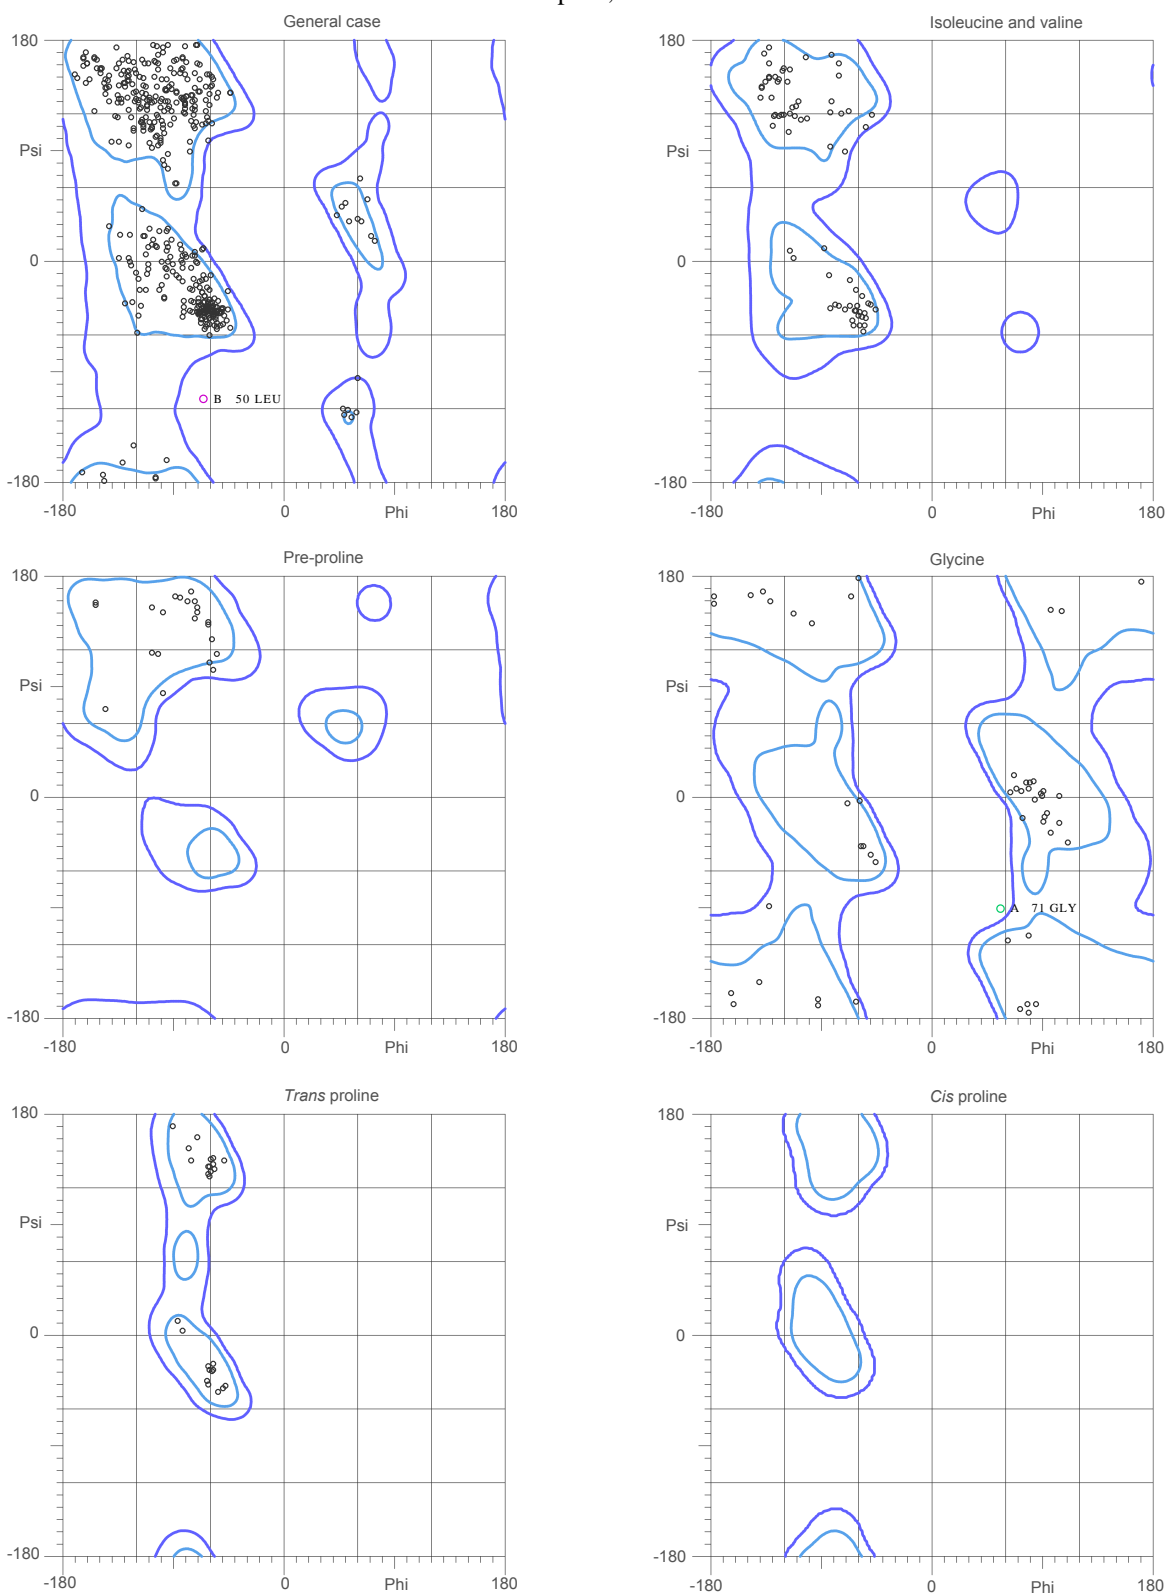 General case
180
Psi
0
-180
B 50 LEU
-180
0
Phi
180
Isoleucine and valine
180
Psi
0
-180
-180
0
Phi
180
Pre-proline
180
Psi
0
-180
-180
0
Phi
180
Glycine
180
Psi
0
A 71 GLY
-180
-180
0
Phi
180
Trans proline
180
Psi
0
-180
-180
0
Phi
180
Cis proline
180
Psi
0
-180
-180
0
Phi
180